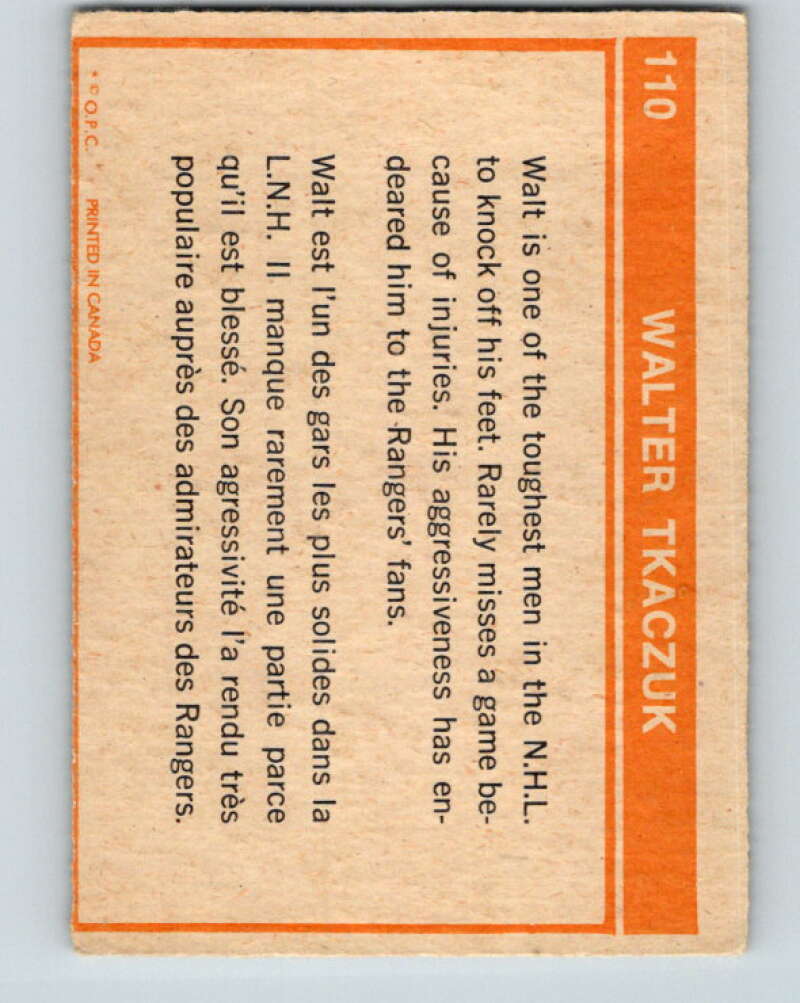 110 WALTER TKACZUK
Walt is one of the toughest men in the N.H.L.
to knock off his feet. Rarely misses a game be-
cause of injuries. His aggressiveness has en-
deared him to the Rangers' fans.
Walt est l'un des gars les plus solides dans la
L.N.H. Il manque rarement une partie parce
qu'il est blessé. Son agressivité l'a rendu très
populaire auprès des admirateurs des Rangers.
* © O.P.C. * PRINTED IN CANADA